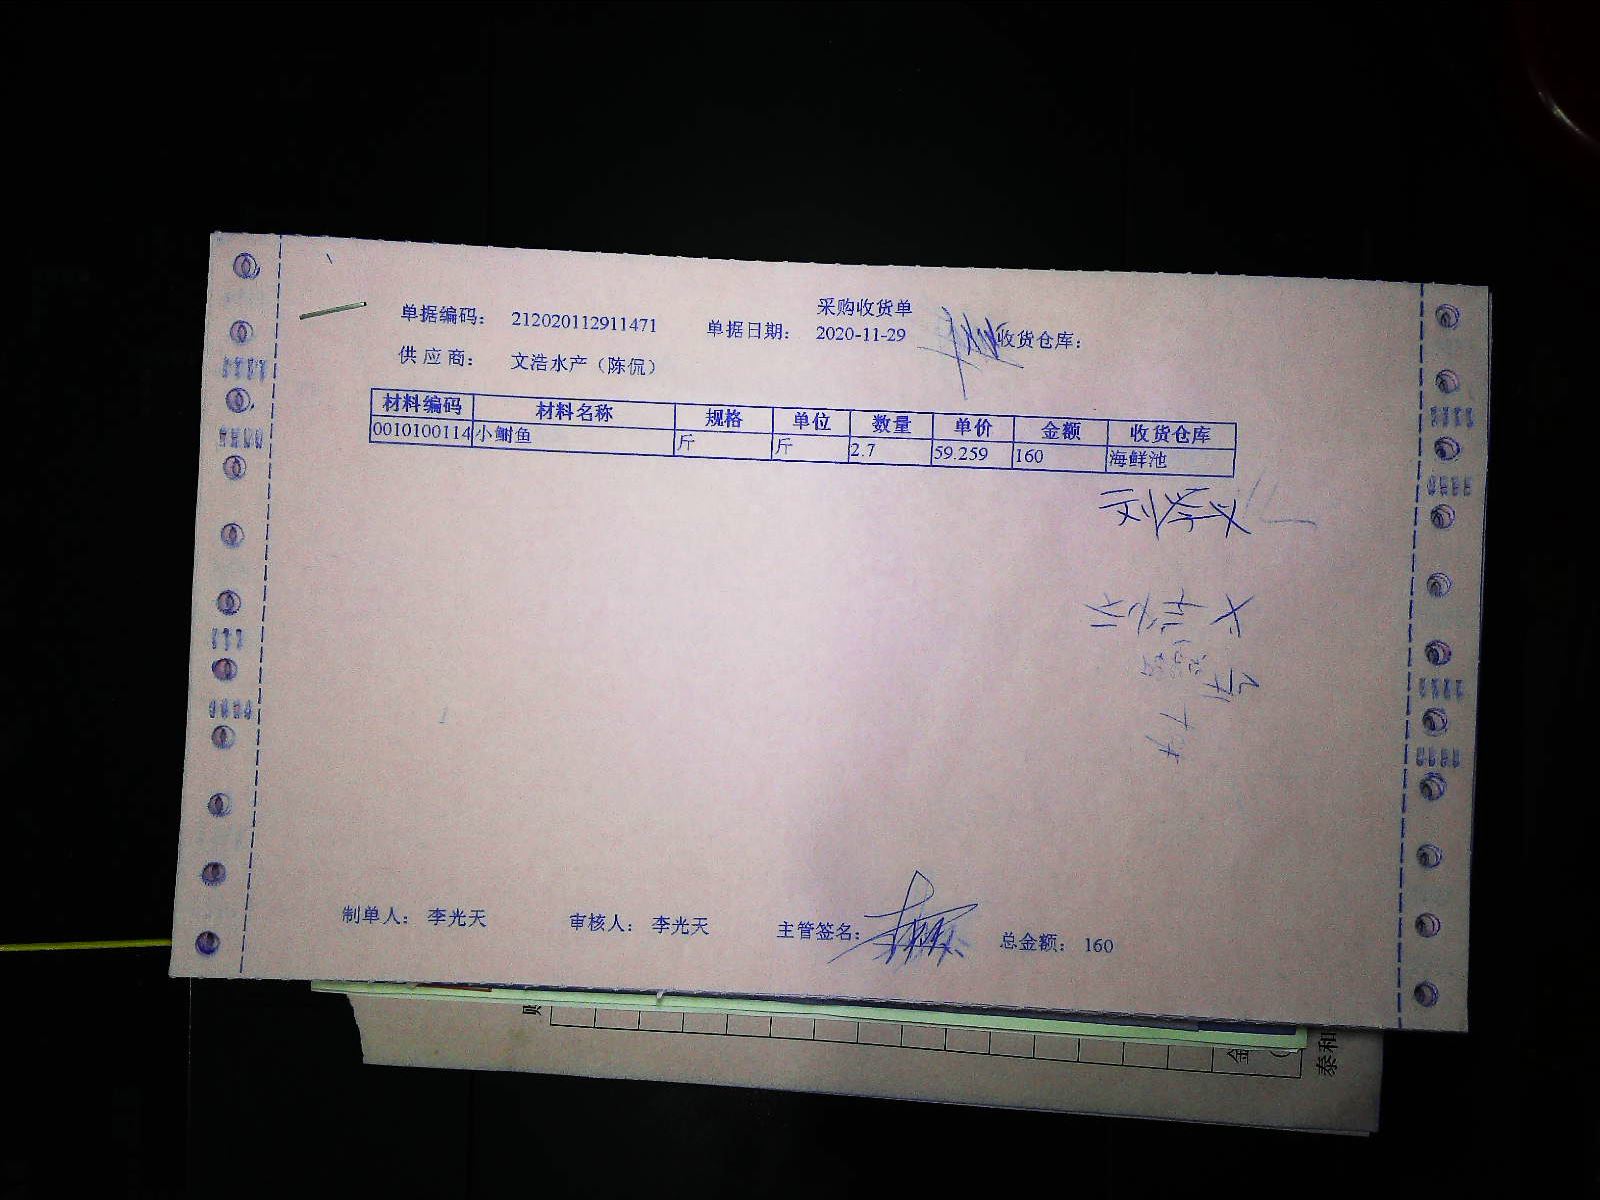 采购收货单
单据编码： 212020112911471 单据日期： 2020-11-29 收货仓库：
供 应 商： 文浩水产（陈侃）
材料编码 材料名称 规格 单位 数量 单价 金额 收货仓库
0010100114 小鲥鱼 斤 斤 2.7 59.259 160 海鲜池
制单人： 李光天 审核人： 李光天 主管签名： 总金额： 160
金
泰和